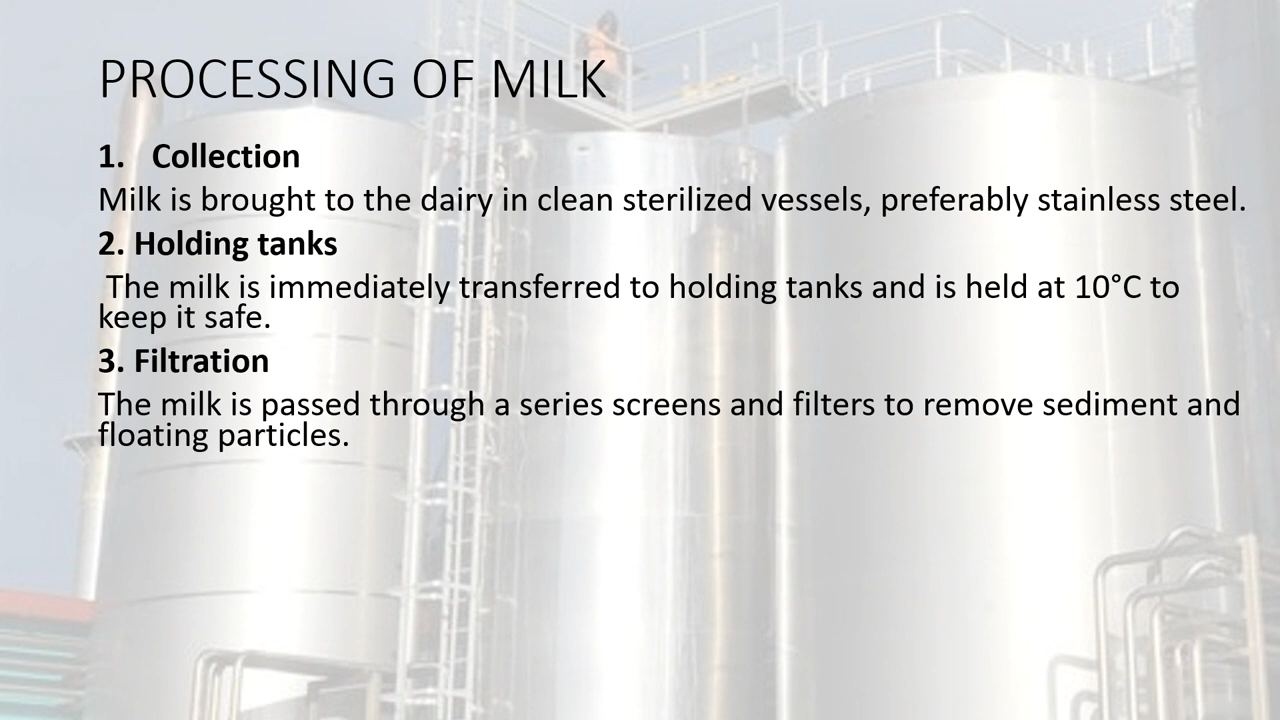 PROCESSING OF MILK
1. Collection
Milk is brought to the dairy in clean sterilized vessels, preferably stainless steel.
2. Holding tanks
The milk is immediately transferred to holding tanks and is held at 10°C to
keep it safe.
3. Filtration
The milk is passed through a series screens and filters to remove sediment and
floating particles.